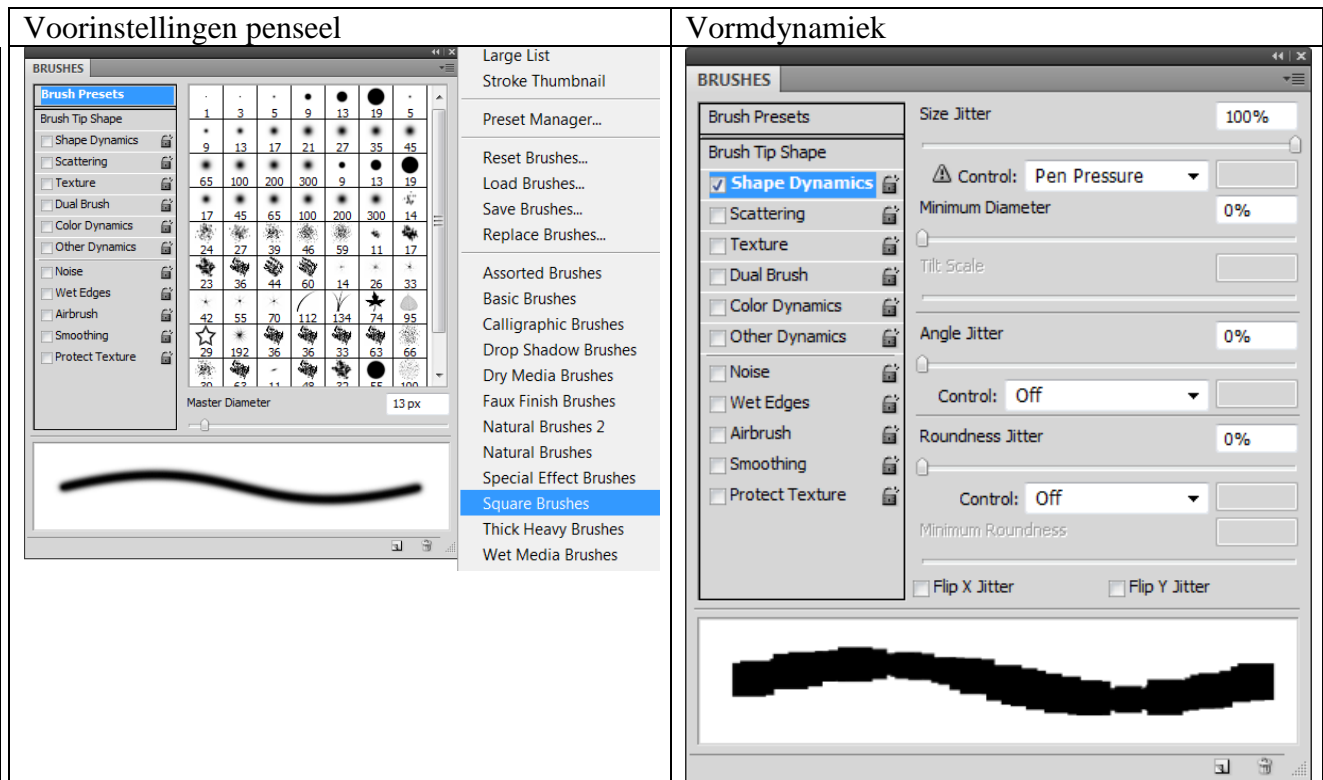 Voorinstellingen penseel
BRUSHES
Brush Presets
Brush Tip Shape
Shape Dynamics
Scattering
Texture
Dual Brush
Color Dynamics
Other Dynamics
Noise
Wet Edges
Airbrush
Smoothing
Protect Texture
1 3 5 9 13 19 5
9 13 17 21 27 35 45
65 100 200 300 9 13 19
17 45 65 100 200 300 14
24 27 39 46 59 11 17
23 36 44 60 14 26 33
42 55 70 112 134 74 95
29 192 36 36 33 63 66
39 63 11 48 32 55 100
Master Diameter 13 px
Large List
Stroke Thumbnail
Preset Manager...
Reset Brushes...
Load Brushes...
Save Brushes...
Replace Brushes...
Assorted Brushes
Basic Brushes
Calligraphic Brushes
Drop Shadow Brushes
Dry Media Brushes
Faux Finish Brushes
Natural Brushes 2
Natural Brushes
Special Effect Brushes
Square Brushes
Thick Heavy Brushes
Wet Media Brushes
Vormdynamiek
BRUSHES
Brush Presets
Brush Tip Shape
Shape Dynamics
Scattering
Texture
Dual Brush
Color Dynamics
Other Dynamics
Noise
Wet Edges
Airbrush
Smoothing
Protect Texture
Size Jitter 100%
Control: Pen Pressure
Minimum Diameter 0%
Tilt Scale
Angle Jitter 0%
Control: Off
Roundness Jitter 0%
Control: Off
Minimum Roundness
Flip X Jitter Flip Y Jitter